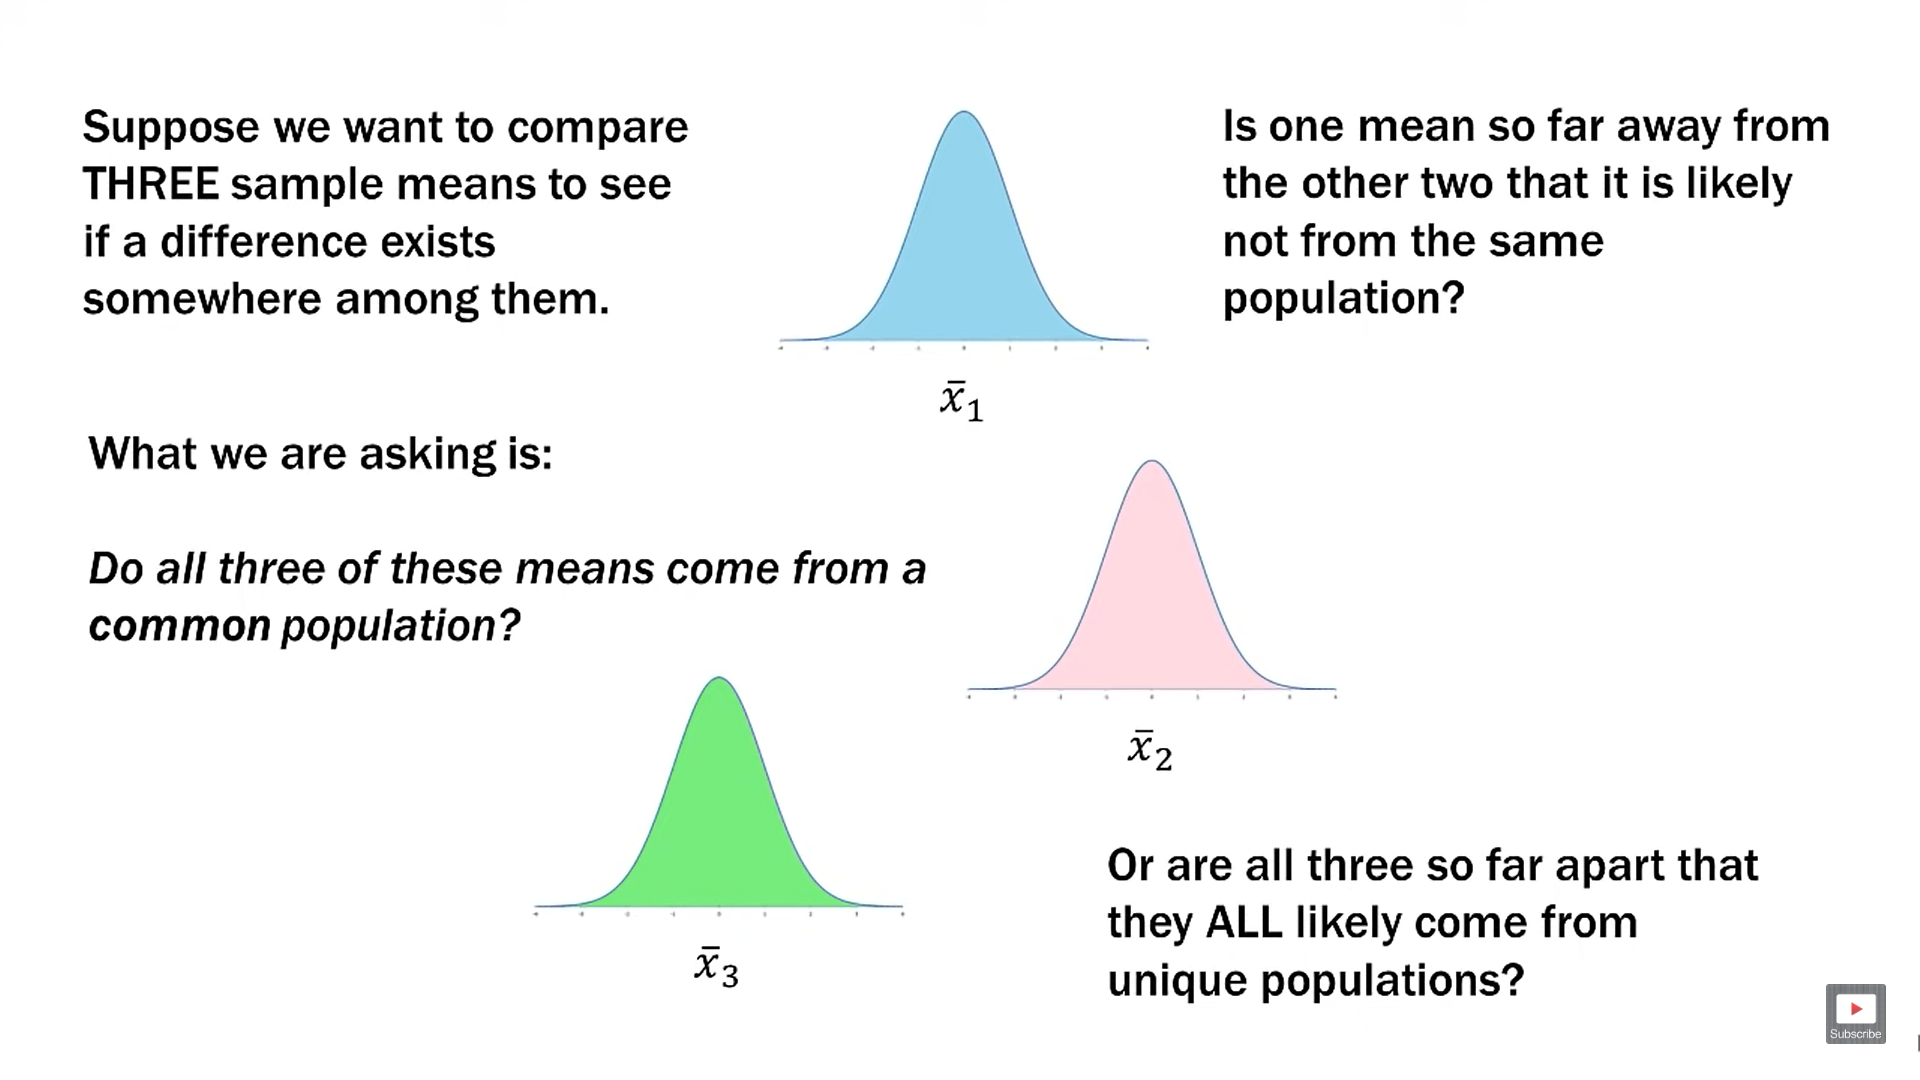 Suppose we want to compare
THREE sample means to see
if a difference exists
somewhere among them.
Is one mean so far away from
the other two that it is likely
not from the same
population?
x̄₁
What we are asking is:
Do all three of these means come from a
common population?
x̄₂
x̄₃
Or are all three so far apart that
they ALL likely come from
unique populations?
Subscribe